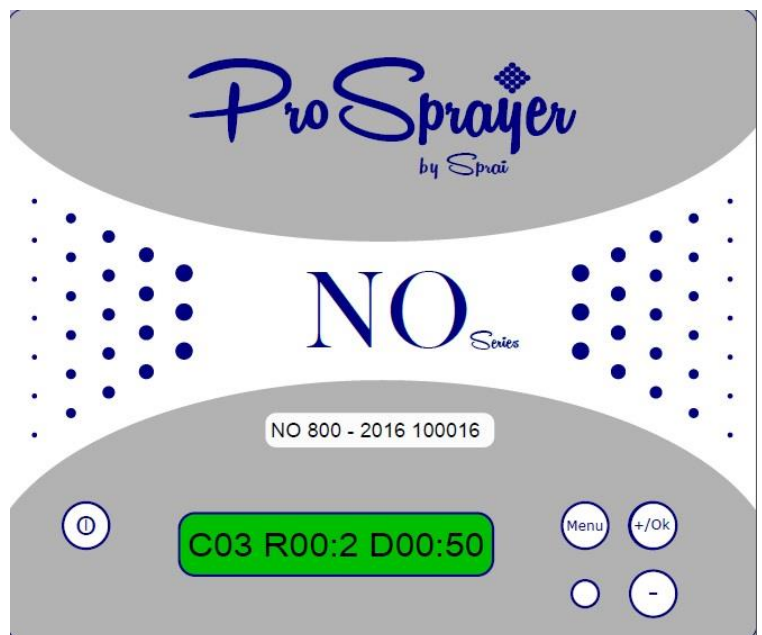 ProSprayer
by Sprai
NO Series
NO 800 - 2016 100016
C03 R00:2 D00:50
Menu
+/Ok
-